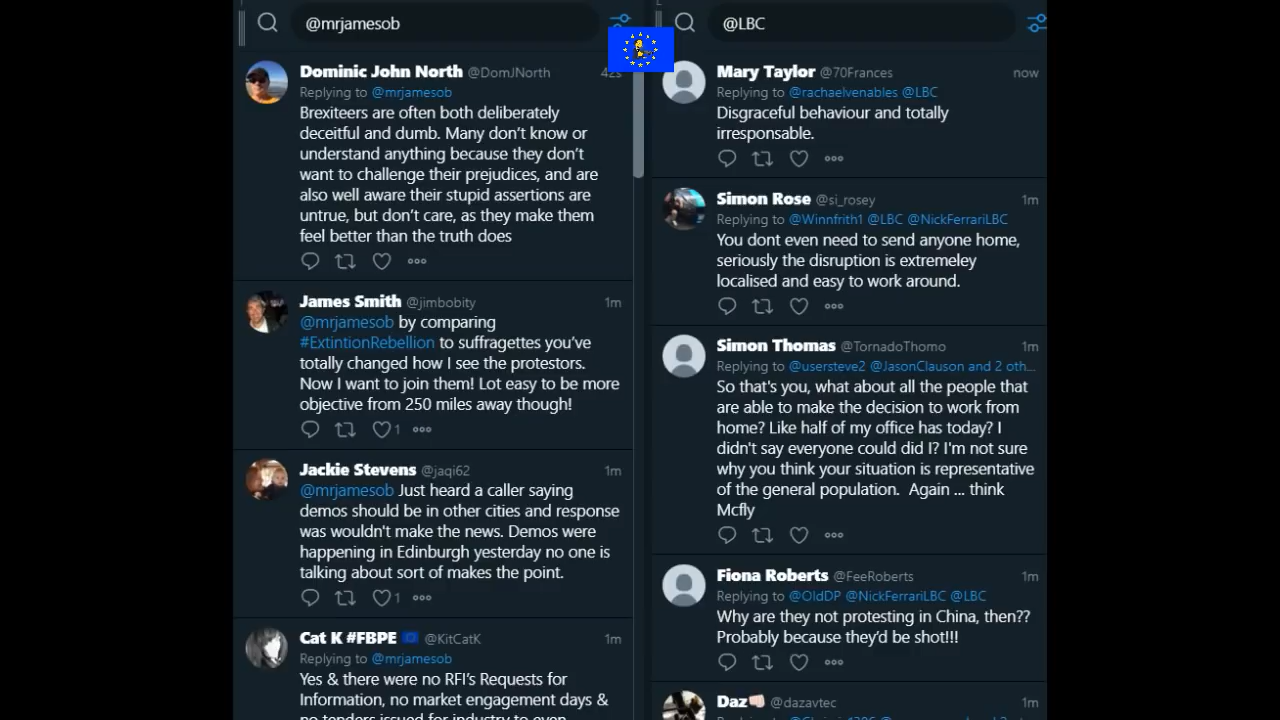 @mrjamesob
Dominic John North @DomJNorth 42s
Replying to @mrjamesob
Brexiteers are often both deliberately
deceitful and dumb. Many don't know or
understand anything because they don't
want to challenge their prejudices, and are
also well aware their stupid assertions are
untrue, but don't care, as they make them
feel better than the truth does
James Smith @jimbobity 1m
@mrjamesob by comparing
#ExtintionRebellion to suffragettes you've
totally changed how I see the protestors.
Now I want to join them! Lot easy to be more
objective from 250 miles away though!
1
Jackie Stevens @jaqi62 1m
@mrjamesob Just heard a caller saying
demos should be in other cities and response
was wouldn't make the news. Demos were
happening in Edinburgh yesterday no one is
talking about sort of makes the point.
1
Cat K #FBPE @KitCatK 1m
Replying to @mrjamesob
Yes & there were no RFI's Requests for
Information, no market engagement days &
no tenders issued for industry to even
@LBC
Mary Taylor @70Frances now
Replying to @rachaelvenables @LBC
Disgraceful behaviour and totally
irresponsable.
Simon Rose @si_rosey 1m
Replying to @Winnfrith1 @LBC @NickFerrariLBC
You dont even need to send anyone home,
seriously the disruption is extremeley
localised and easy to work around.
Simon Thomas @TornadoThomo 1m
Replying to @usersteve2 @JasonClauson and 2 oth...
So that's you, what about all the people that
are able to make the decision to work from
home? Like half of my office has today? I
didn't say everyone could did I? I'm not sure
why you think your situation is representative
of the general population. Again ... think
Mcfly
Fiona Roberts @FeeRoberts 1m
Replying to @OldDP @NickFerrariLBC @LBC
Why are they not protesting in China, then??
Probably because they'd be shot!!!
Daz @dazavtec 1m